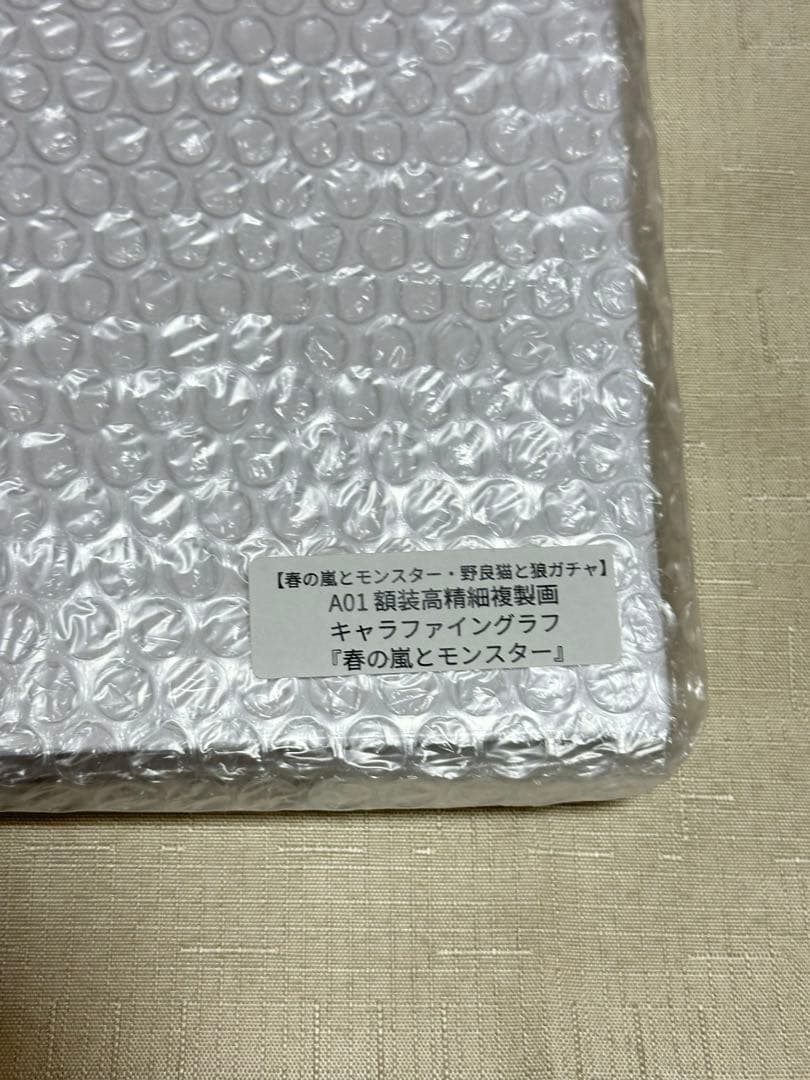 【春の嵐とモンスター・野良猫と狼ガチャ】
A01 額装高精細複製画
キャラファイングラフ
『春の嵐とモンスター』